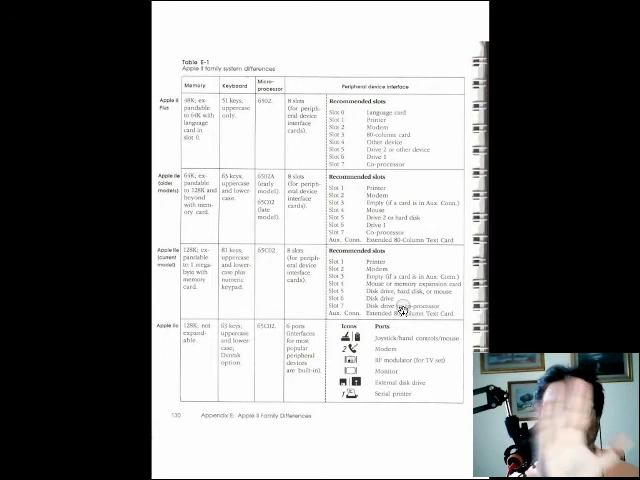 Table E-1
Apple II family system differences
Memory Keyboard Micro-processor Peripheral device interface
Apple II Plus
48K; ex-
pandable
to 64K with
language
card in
slot 0.
51 keys;
uppercase
only.
6502.
8 slots
(for periph-
eral device
interface
cards).
Recommended slots
Slot 0 Language card
Slot 1 Printer
Slot 2 Modem
Slot 3 80-column card
Slot 4 Other device
Slot 5 Drive 2 or other device
Slot 6 Drive 1
Slot 7 Co-processor
Apple IIe
(older
models)
64K; ex-
pandable
to 128K and
beyond
with mem-
ory card.
63 keys;
uppercase
and lower-
case.
6502A
(early
model).
65C02
(late
model).
8 slots
(for periph-
eral device
interface
cards).
Recommended slots
Slot 1 Printer
Slot 2 Modem
Slot 3 Empty (if a card is in Aux. Conn.)
Slot 4 Mouse
Slot 5 Drive 2 or hard disk
Slot 6 Drive 1
Slot 7 Co-processor
Aux. Conn. Extended 80-Column Text Card
Apple IIe
(current
model)
128K; ex-
pandable
to 1 mega-
byte with
memory
card.
81 keys;
uppercase
and lower-
case plus
numeric
keypad.
65C02.
8 slots
(for periph-
eral device
interface
cards).
Recommended slots
Slot 1 Printer
Slot 2 Modem
Slot 3 Empty (if a card is in Aux. Conn.)
Slot 4 Mouse or memory expansion card
Slot 5 Disk drive, hard disk, or mouse
Slot 6 Disk drive
Slot 7 Disk drive -processor
Aux. Conn. Extended 80-Column Text Card
Apple IIc
128K; not
expand-
able.
63 keys;
uppercase
and lower-
case;
Dvorak
option.
65C02.
6 ports
(interfaces
for most
popular
peripheral
devices
are built-in).
Icons Ports
Joystick/hand controls/mouse
2 Modem
RF modulator (for TV set)
Monitor
External disk drive
1 Serial printer
130 Appendix E: Apple II Family Differences